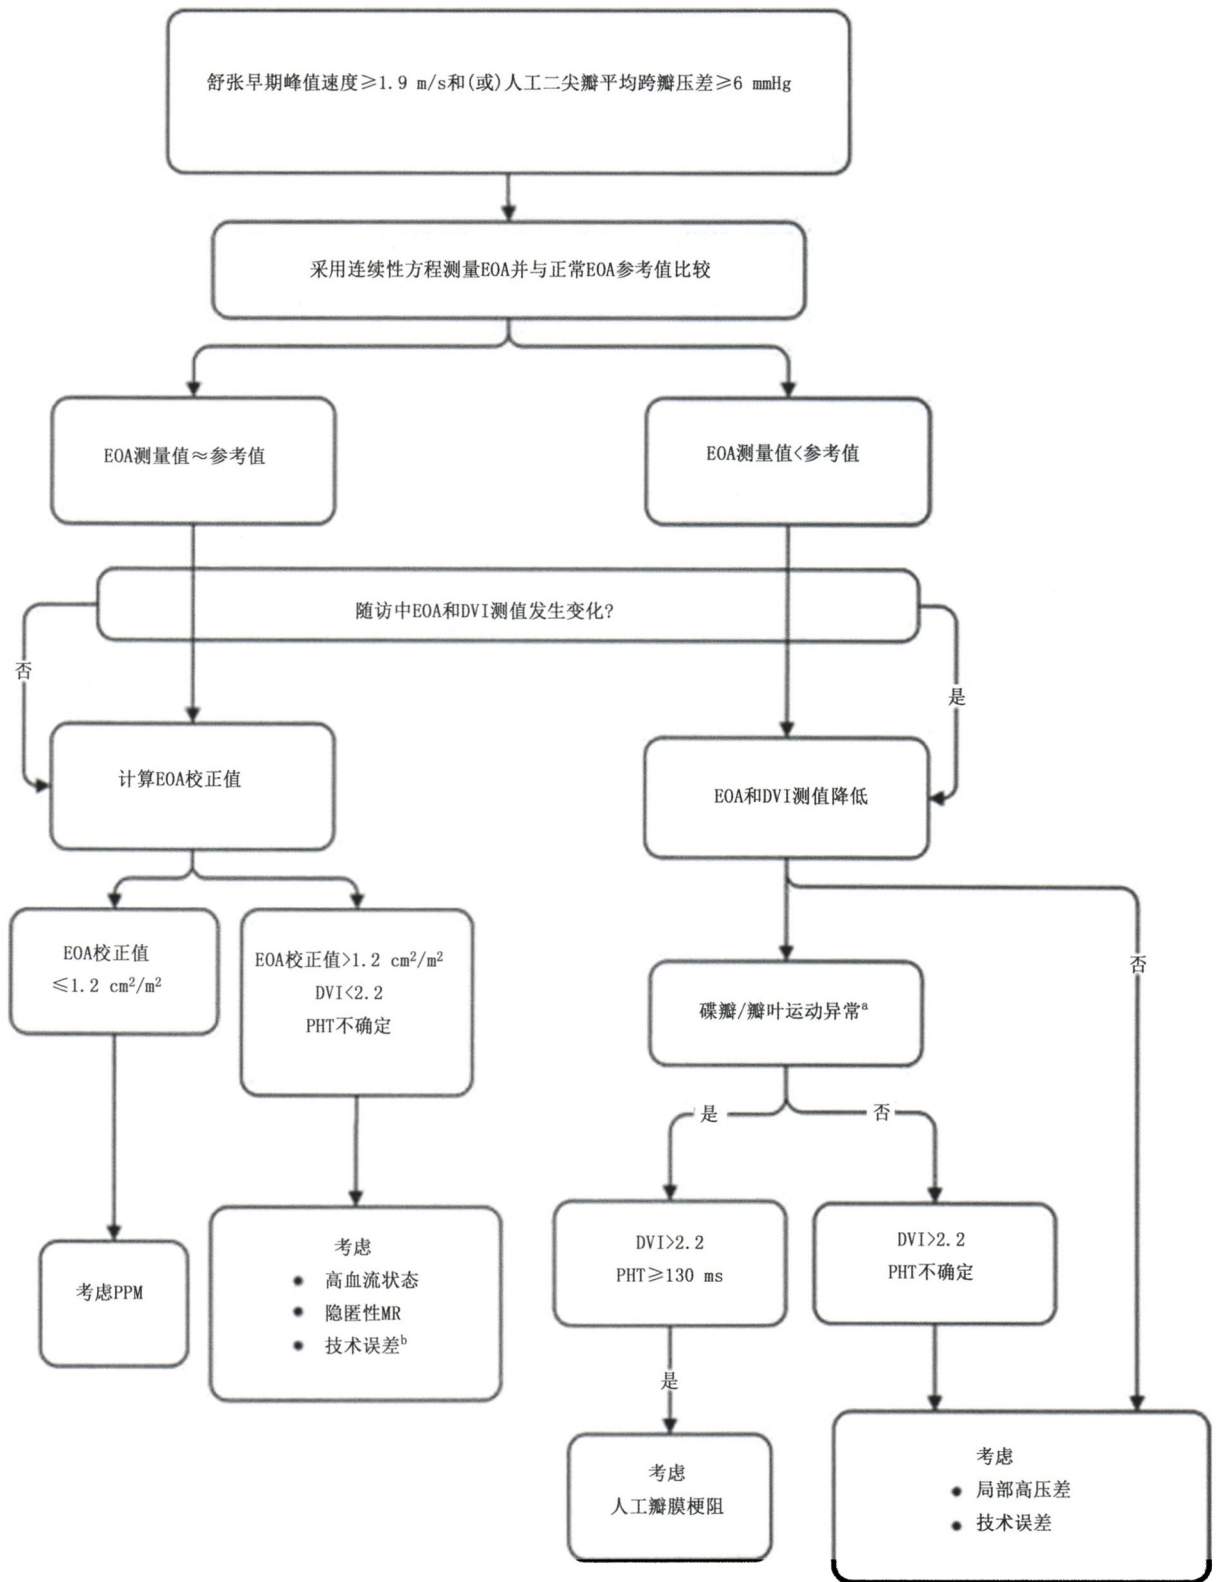 舒张早期峰值速度≥1.9 m/s和(或)人工二尖瓣平均跨瓣压差≥6 mmHg
采用连续性方程测量EOA并与正常EOA参考值比较
EOA测量值≈参考值
EOA测量值<参考值
随访中EOA和DVI测值发生变化?
否
是
计算EOA校正值
EOA和DVI测值降低
EOA校正值
≤1.2 cm²/m²
EOA校正值>1.2 cm²/m²
DVI<2.2
PHT不确定
否
碟瓣/瓣叶运动异常ᵃ
是
否
考虑PPM
考虑
● 高血流状态
● 隐匿性MR
● 技术误差ᵇ
DVI>2.2
PHT≥130 ms
DVI>2.2
PHT不确定
是
考虑
人工瓣膜梗阻
考虑
● 局部高压差
● 技术误差